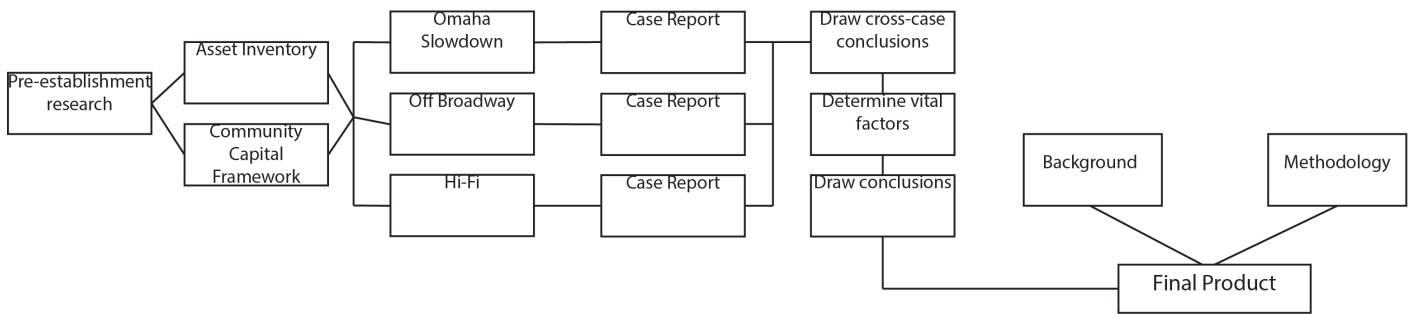 Pre-establishment
research
Asset Inventory
Community
Capital
Framework
Omaha
Slowdown
Off Broadway
Hi-Fi
Case Report
Case Report
Case Report
Draw cross-case
conclusions
Determine vital
factors
Draw conclusions
Background
Methodology
Final Product